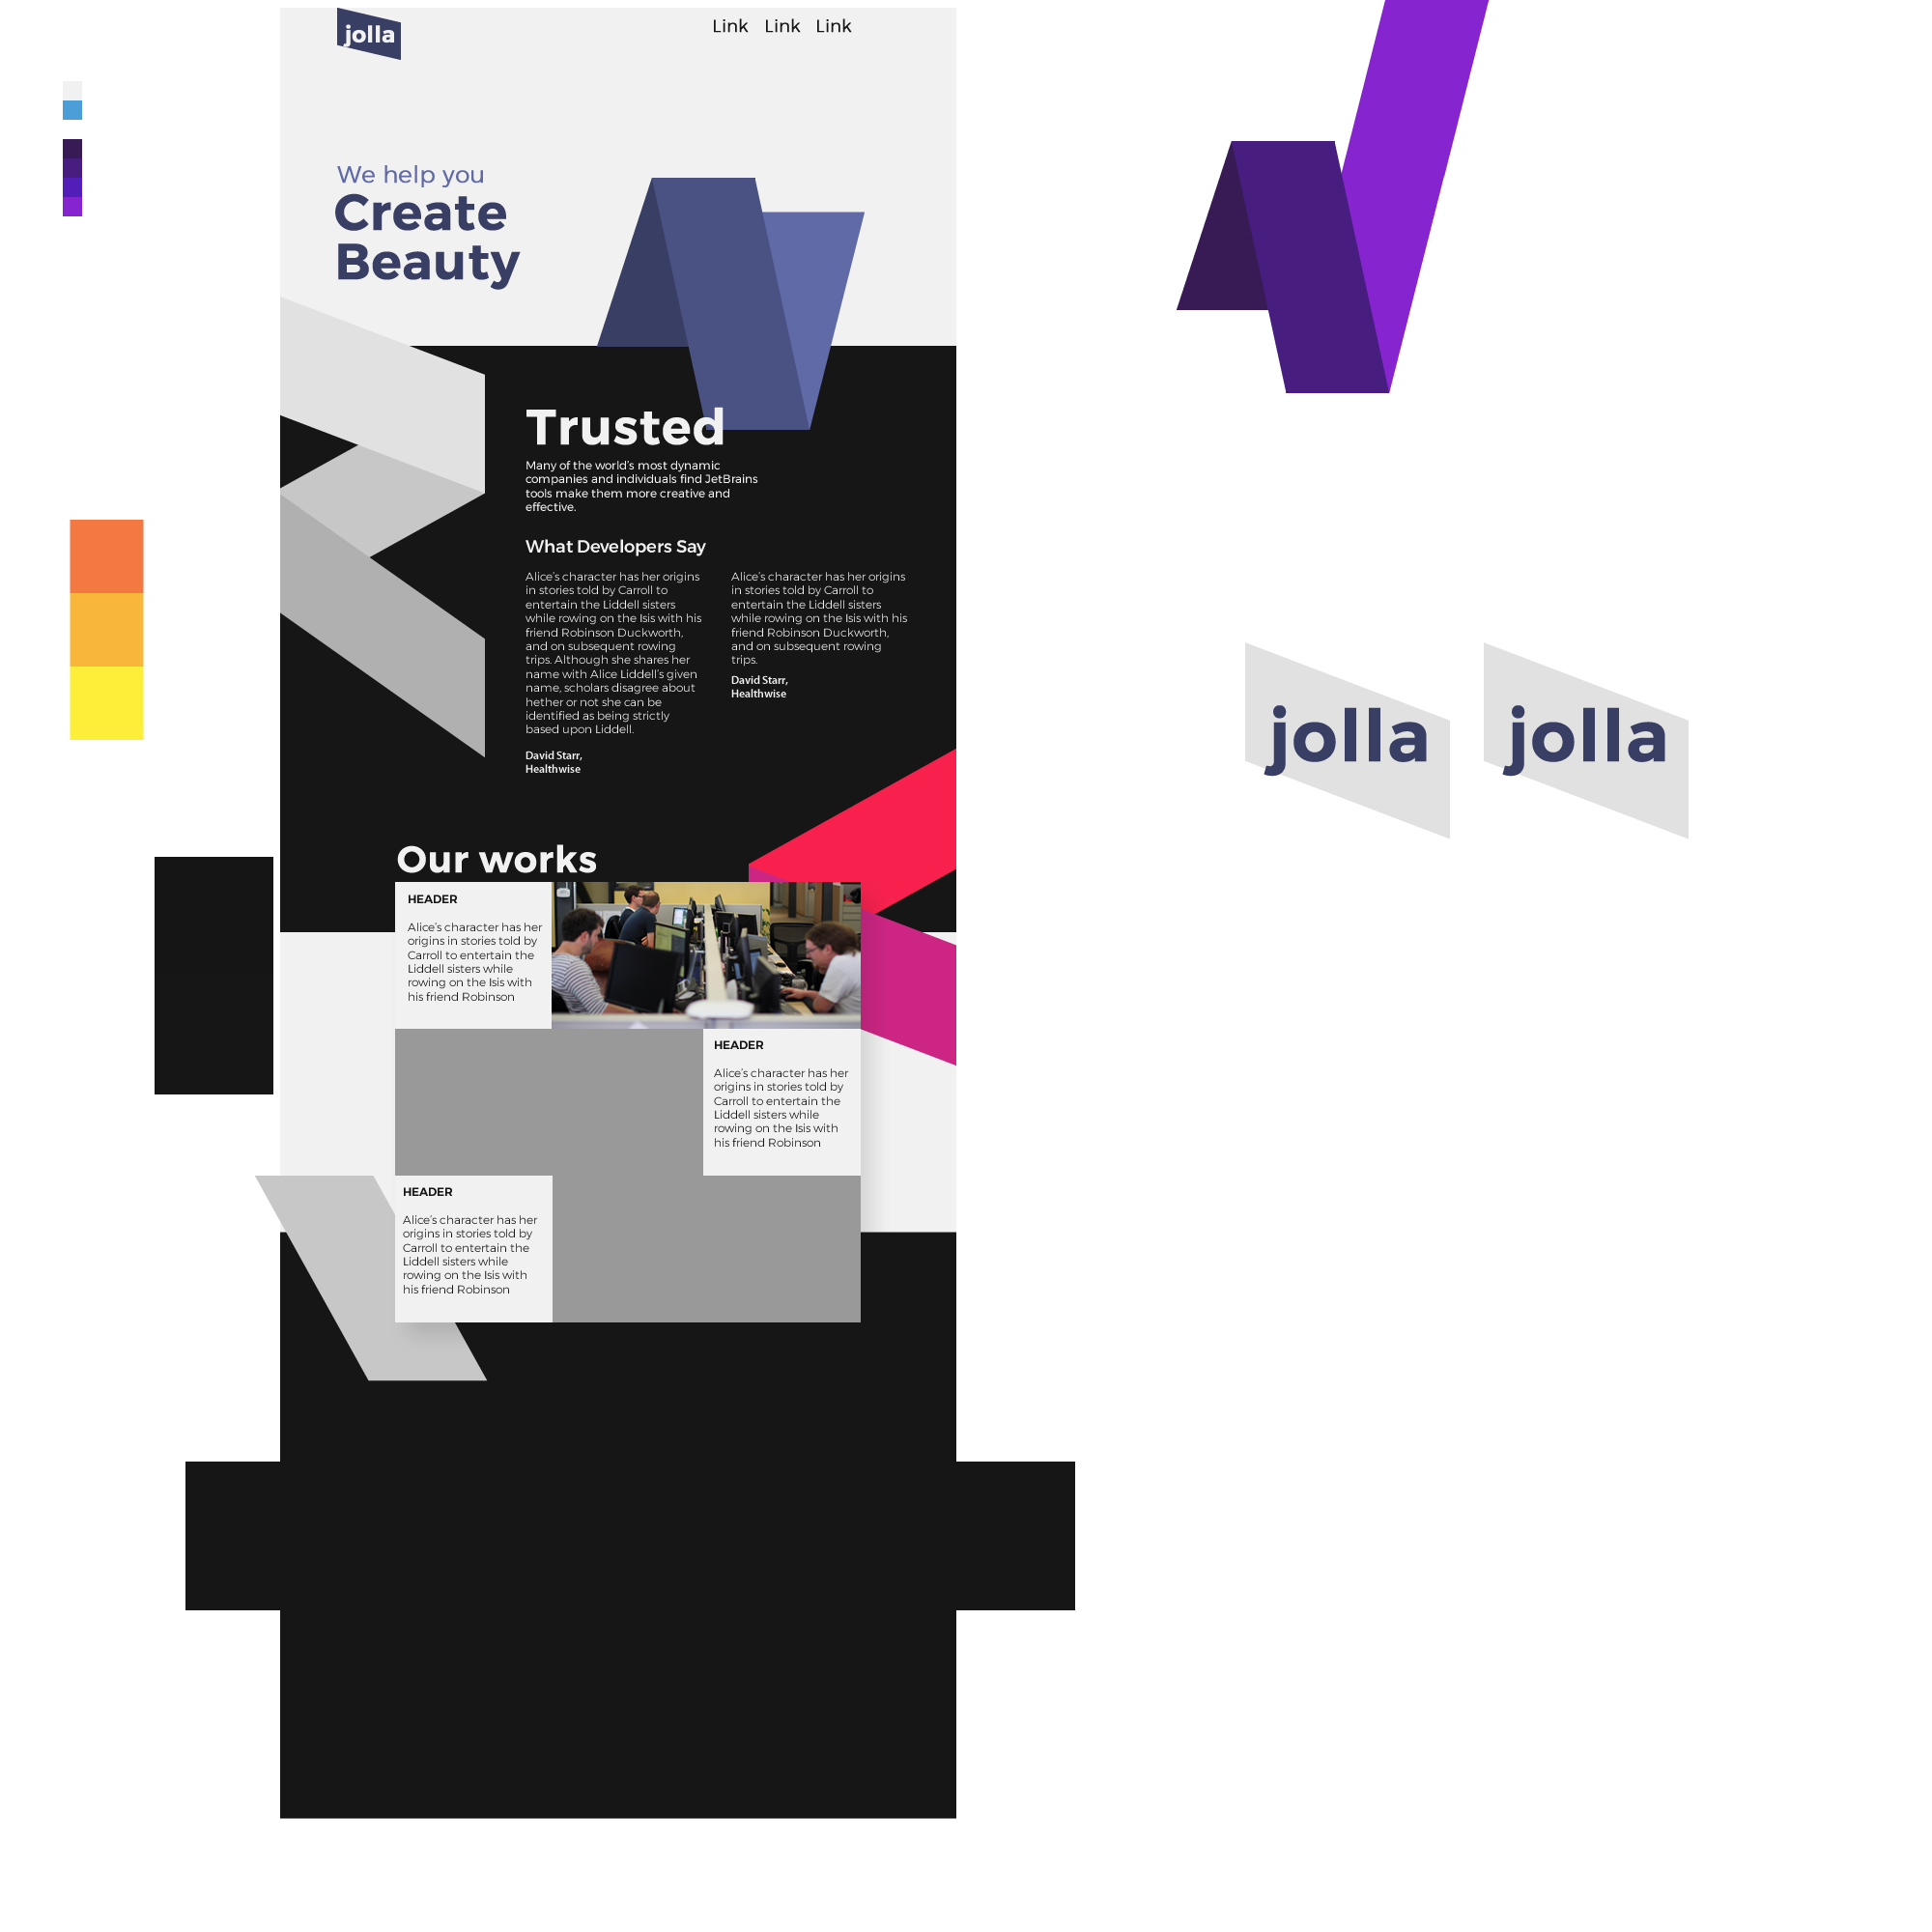 jolla
Link Link Link
We help you
Create
Beauty
Trusted
Many of the world's most dynamic
companies and individuals find JetBrains
tools make them more creative and
effective.
What Developers Say
Alice's character has her origins
in stories told by Carroll to
entertain the Liddell sisters
while rowing on the Isis with his
friend Robinson Duckworth,
and on subsequent rowing
trips. Although she shares her
name with Alice Liddell's given
name, scholars disagree about
hether or not she can be
identified as being strictly
based upon Liddell.
David Starr,
Healthwise
Alice's character has her origins
in stories told by Carroll to
entertain the Liddell sisters
while rowing on the Isis with his
friend Robinson Duckworth,
and on subsequent rowing
trips.
David Starr,
Healthwise
Our works
HEADER
Alice's character has her
origins in stories told by
Carroll to entertain the
Liddell sisters while
rowing on the Isis with
his friend Robinson
HEADER
Alice's character has her
origins in stories told by
Carroll to entertain the
Liddell sisters while
rowing on the Isis with
his friend Robinson
HEADER
Alice's character has her
origins in stories told by
Carroll to entertain the
Liddell sisters while
rowing on the Isis with
his friend Robinson
jolla
jolla